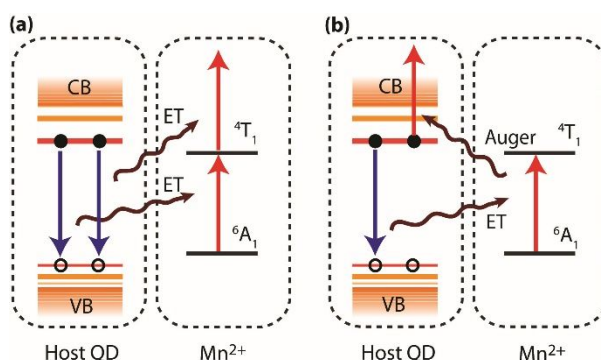 (a)
CB
ET
⁴T₁
ET
⁶A₁
VB
Host QD
Mn²⁺
(b)
CB
Auger
⁴T₁
ET
⁶A₁
VB
Host QD
Mn²⁺